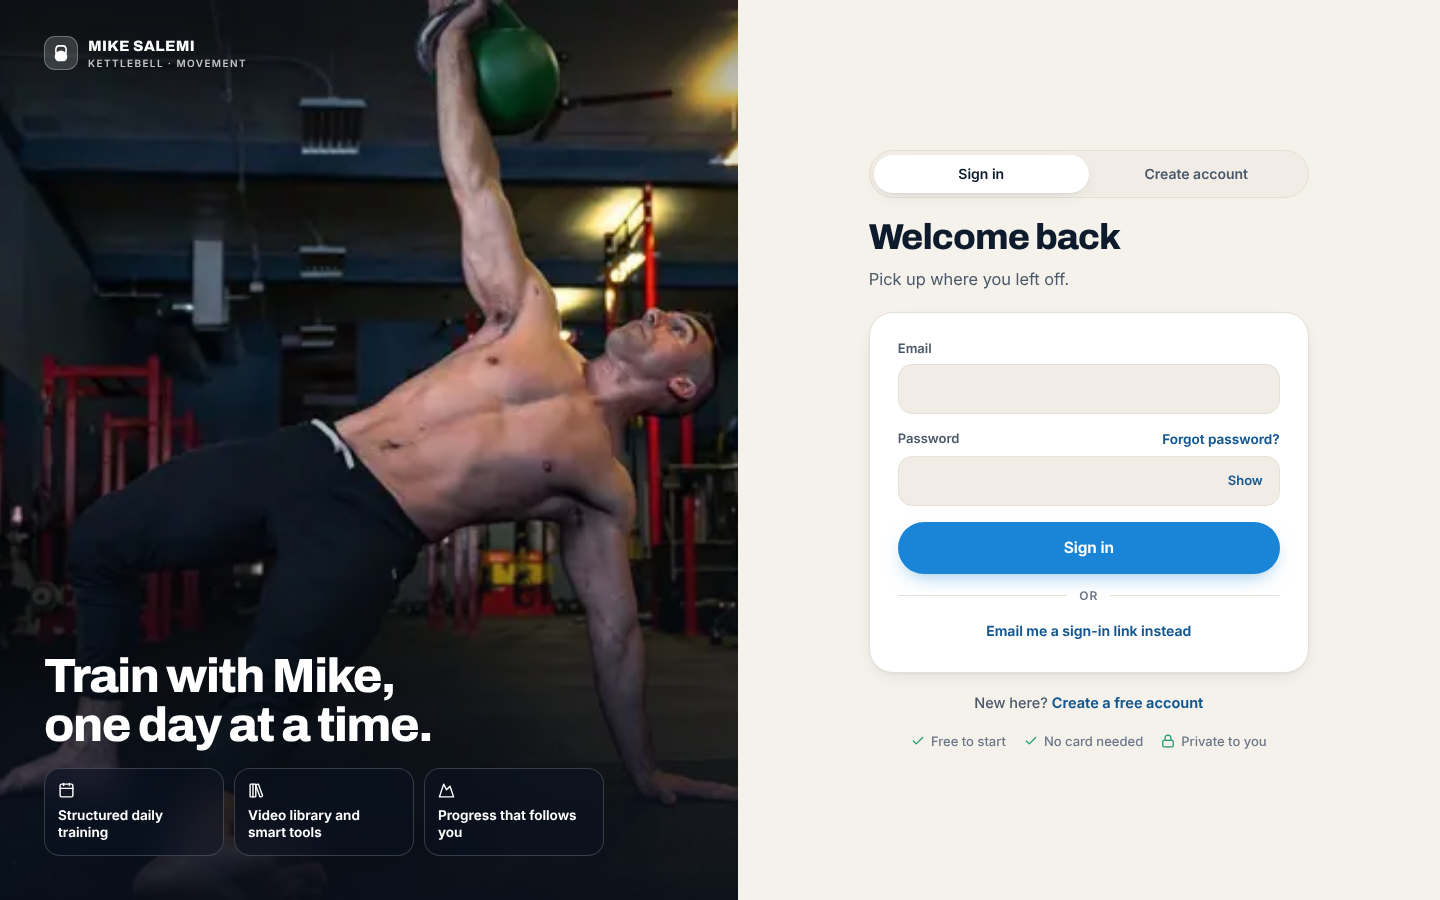 MIKE SALEMI
KETTLEBELL · MOVEMENT
Train with Mike,
one day at a time.
Structured daily
training
Video library and
smart tools
Progress that follows
you
Sign in
Create account
Welcome back
Pick up where you left off.
Email
Password
Forgot password?
Show
Sign in
OR
Email me a sign-in link instead
New here? Create a free account
Free to start
No card needed
Private to you